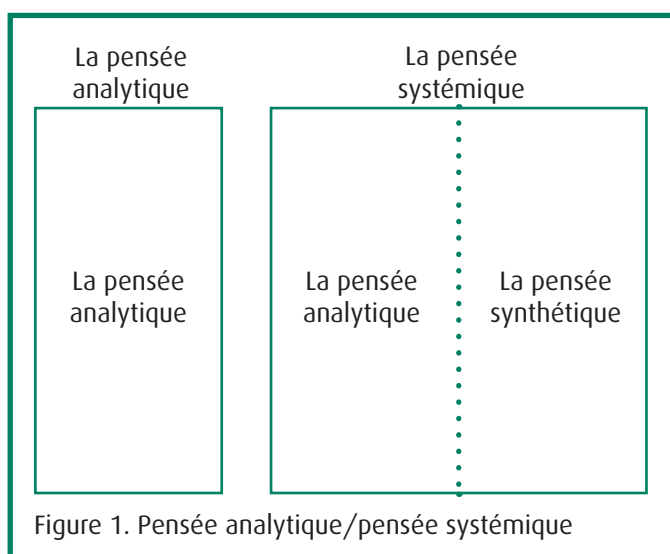 La pensée
analytique
La pensée
systémique
La pensée
analytique
La pensée
analytique
La pensée
synthétique
Figure 1. Pensée analytique/pensée systémique